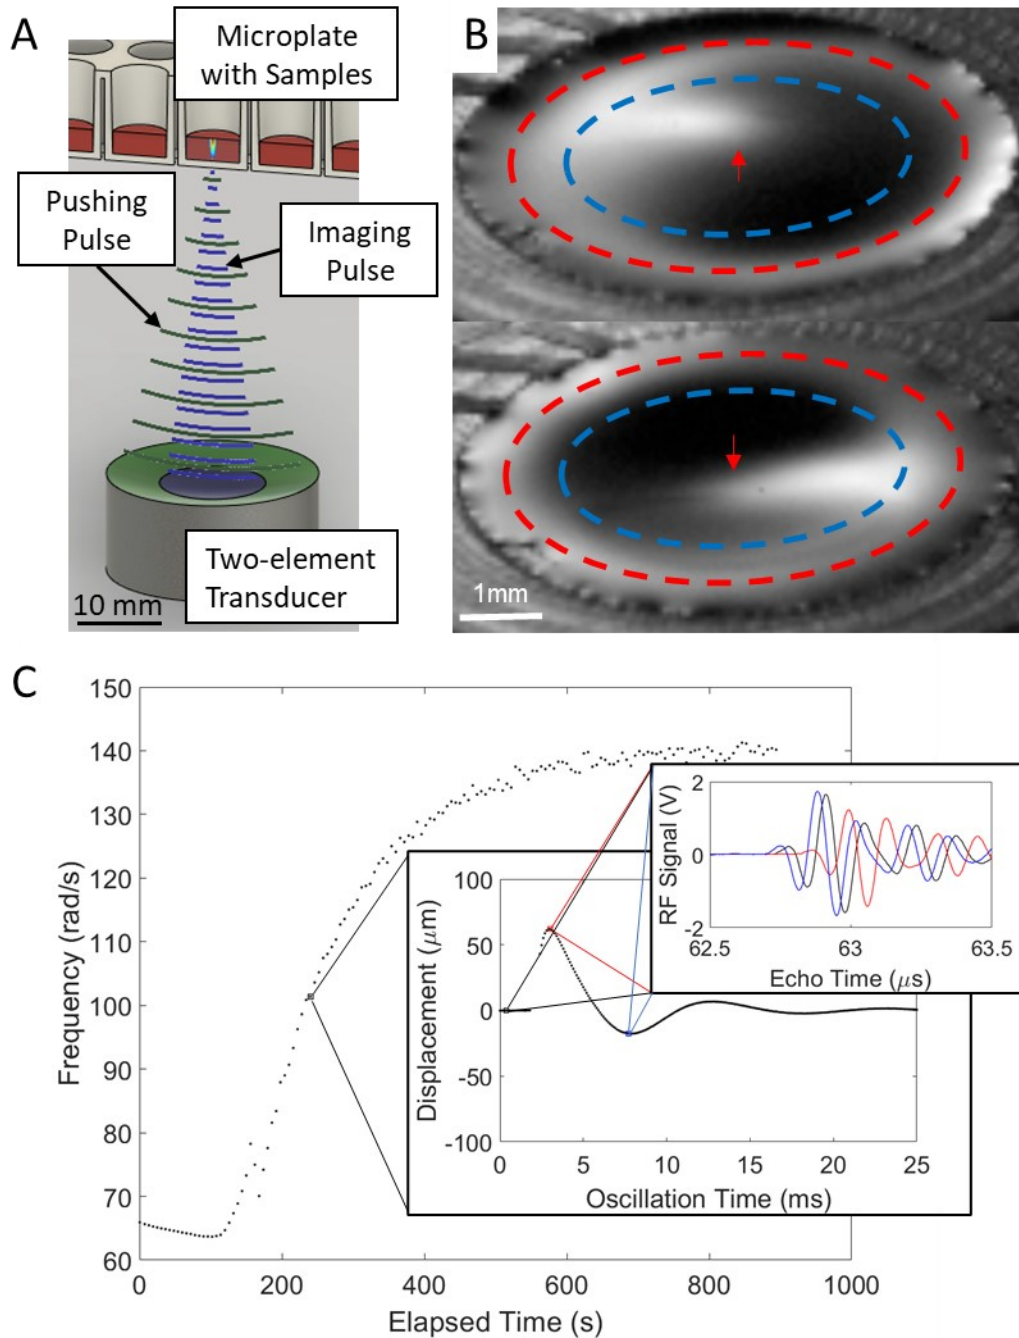 A
Microplate
with Samples
Pushing
Pulse
Imaging
Pulse
Two-element
Transducer
10 mm
B
1mm
C
150
140
130
120
110
100
90
80
70
60
Frequency (rad/s)
0
200
400
600
800
1000
Elapsed Time (s)
100
50
0
-50
-100
Displacement (μm)
0
5
10
15
20
25
Oscillation Time (ms)
2
0
-2
RF Signal (V)
62.5
63
63.5
Echo Time (μs)